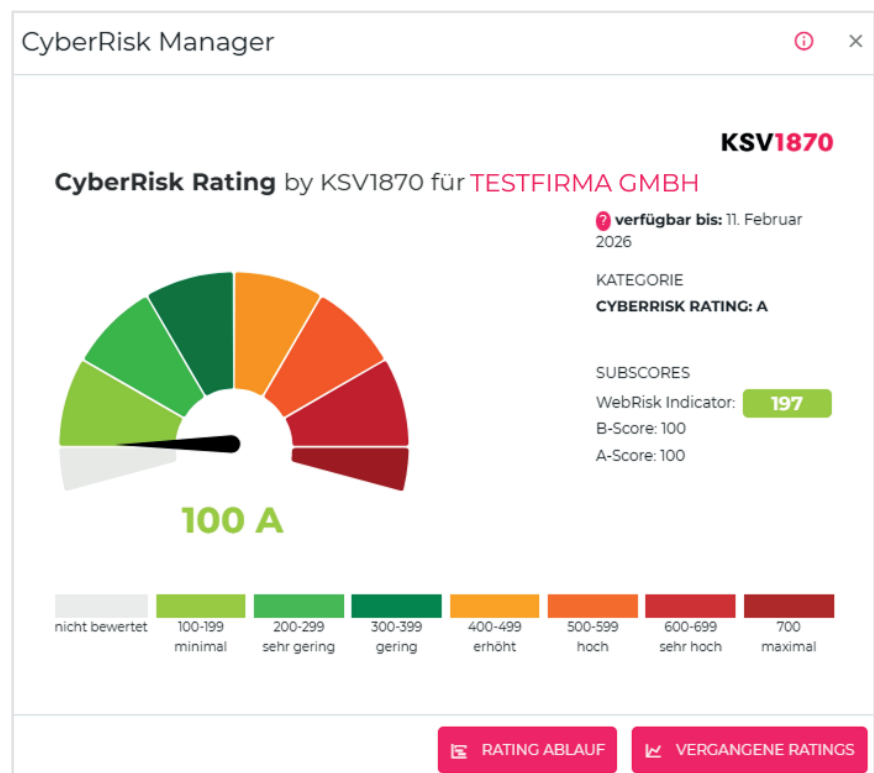 CyberRisk Manager
KSV1870
CyberRisk Rating by KSV1870 für TESTFIRMA GMBH
? verfügbar bis: 11. Februar
2026
KATEGORIE
CYBERRISK RATING: A
SUBSCORES
WebRisk Indicator: 197
B-Score: 100
A-Score: 100
100 A
nicht bewertet 100-199 200-299 300-399 400-499 500-599 600-699 700
minimal sehr gering gering erhöht hoch sehr hoch maximal
RATING ABLAUF VERGANGENE RATINGS